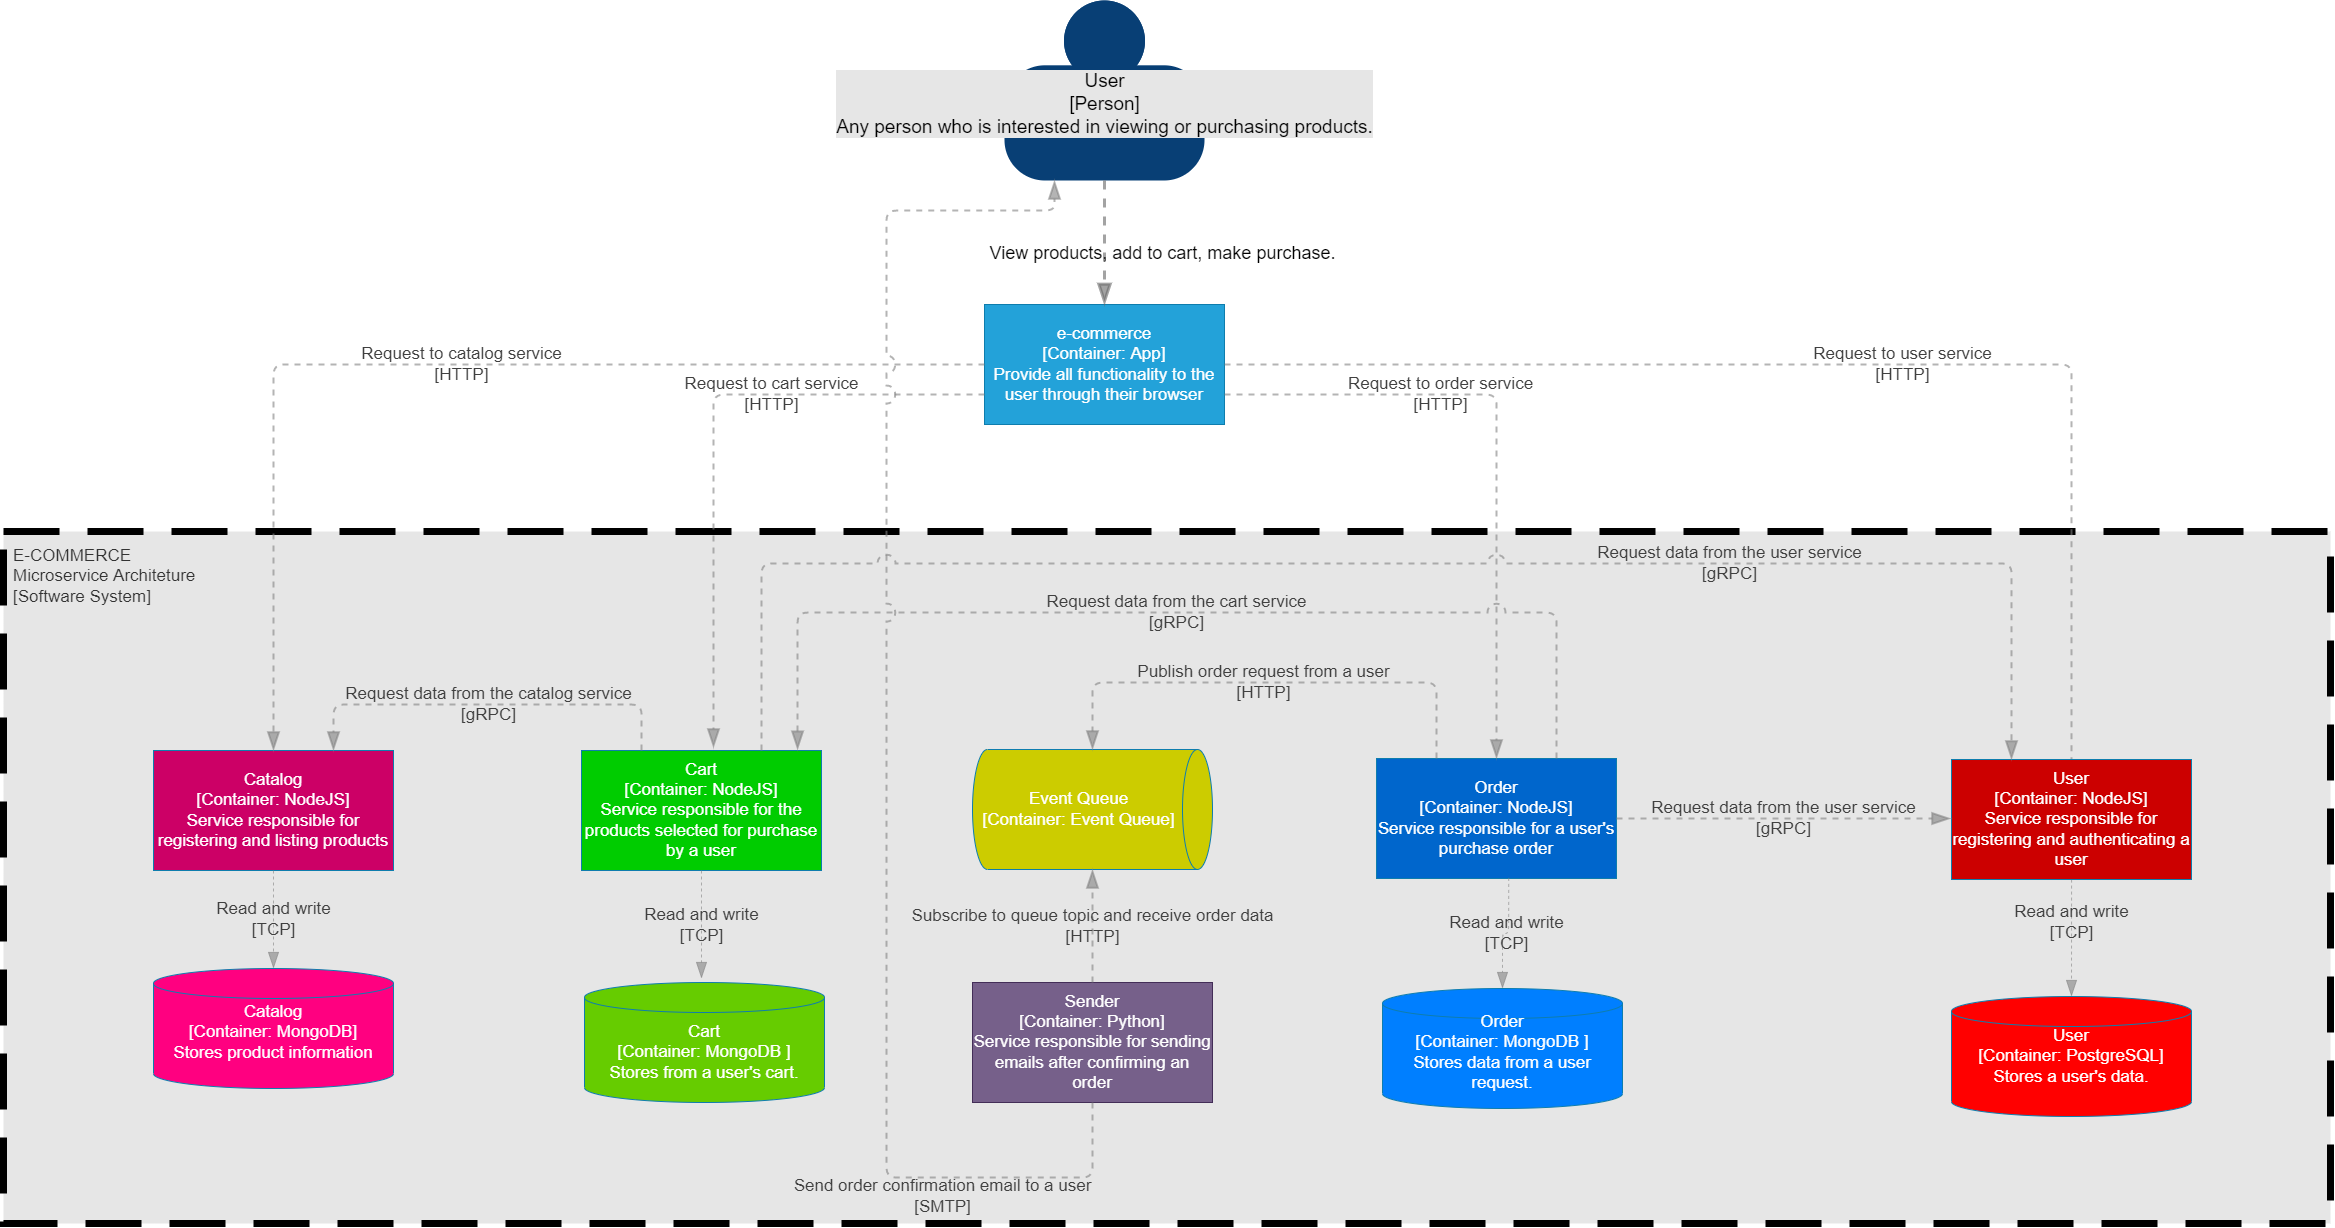 User
[Person]
Any person who is interested in viewing or purchasing products.
View products, add to cart, make purchase.
e-commerce
[Container: App]
Provide all functionality to the
user through their browser
Request to catalog service
[HTTP]
Request to cart service
[HTTP]
Request to order service
[HTTP]
Request to user service
[HTTP]
E-COMMERCE
Microservice Architeture
[Software System]
Request data from the user service
[gRPC]
Request data from the cart service
[gRPC]
Publish order request from a user
[HTTP]
Request data from the catalog service
[gRPC]
Catalog
[Container: NodeJS]
Service responsible for
registering and listing products
Cart
[Container: NodeJS]
Service responsible for the
products selected for purchase
by a user
Event Queue
[Container: Event Queue]
Order
[Container: NodeJS]
Service responsible for a user's
purchase order
Request data from the user service
[gRPC]
User
[Container: NodeJS]
Service responsible for
registering and authenticating a
user
Read and write
[TCP]
Read and write
[TCP]
Subscribe to queue topic and receive order data
[HTTP]
Read and write
[TCP]
Read and write
[TCP]
Catalog
[Container: MongoDB]
Stores product information
Cart
[Container: MongoDB ]
Stores from a user's cart.
Sender
[Container: Python]
Service responsible for sending
emails after confirming an
order
Order
[Container: MongoDB ]
Stores data from a user
request.
User
[Container: PostgreSQL]
Stores a user's data.
Send order confirmation email to a user
[SMTP]